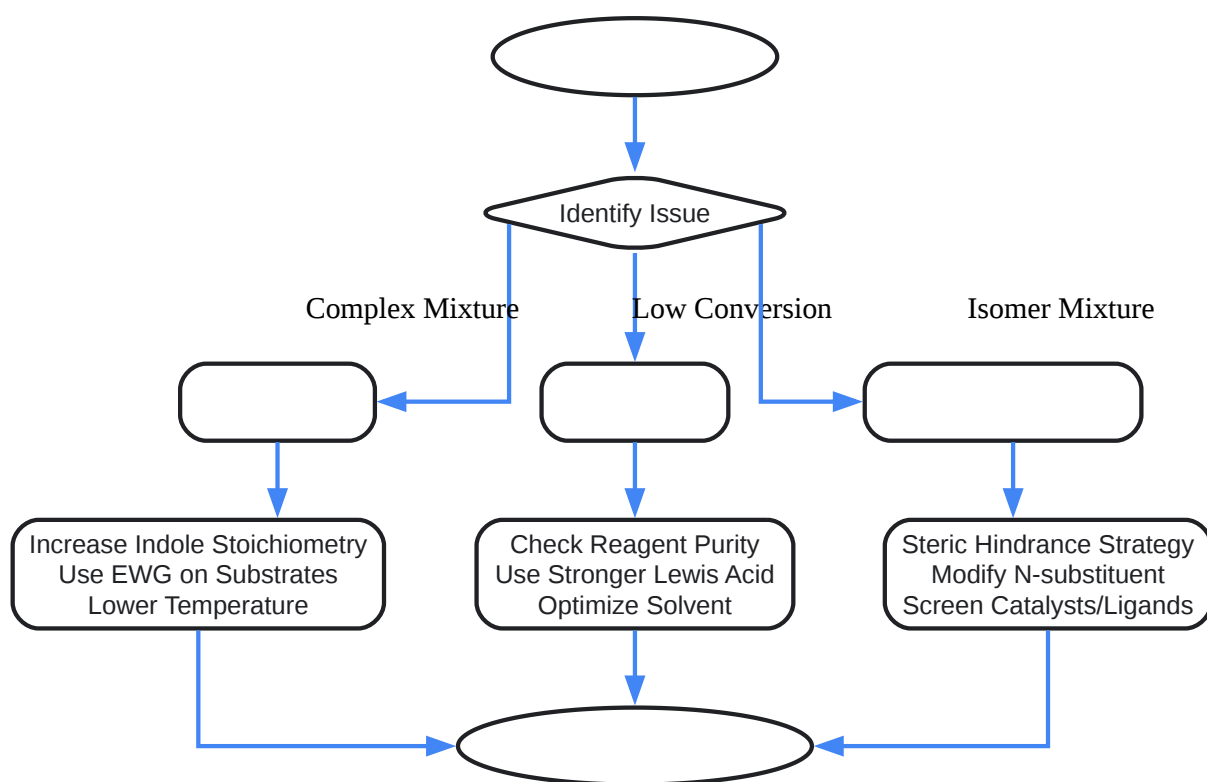 Identify Issue
Complex Mixture
Low Conversion
Isomer Mixture
Increase Indole Stoichiometry
Use EWG on Substrates
Lower Temperature
Check Reagent Purity
Use Stronger Lewis Acid
Optimize Solvent
Steric Hindrance Strategy
Modify N-substituent
Screen Catalysts/Ligands